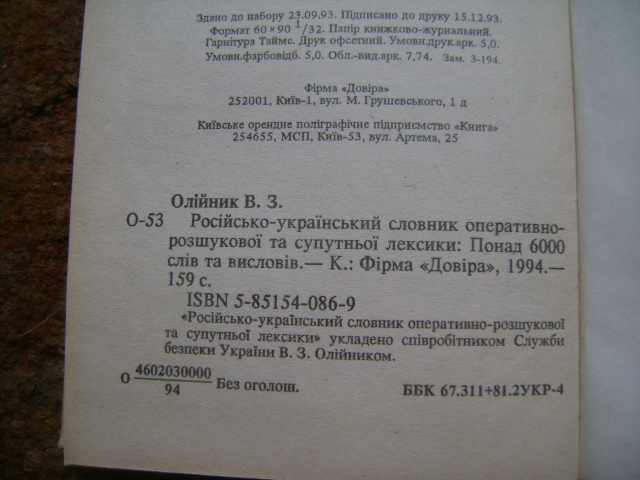 Здано до набору 23.09.93. Підписано до друку 15.12.93.
Формат 60×90 1/32. Папір книжково-журнальний.
Гарнітура Таймс. Друк офсетний. Умовн.друк.арк. 5,0.
Умовн.фарбовідб. 5,0. Обл.-вид.арк. 7,74. Зам. 3-194.
Фірма «Довіра»
252001, Київ-1, вул. М. Грушевського, 1 д
Київське орендне поліграфічне підприємство «Книга»
254655, МСП, Київ-53, вул. Артема, 25
Олійник В. З.
О-53 Російсько-український словник оперативно-
розшукової та супутньої лексики: Понад 6000
слів та висловів.— К.: Фірма «Довіра», 1994.—
159 с.
ISBN 5-85154-086-9
«Російсько-український словник оперативно-розшукової
та супутньої лексики» укладено співробітником Служби
безпеки України В. З. Олійником.
О 4602030000/94 Без оголош. ББК 67.311+81.2УКР-4